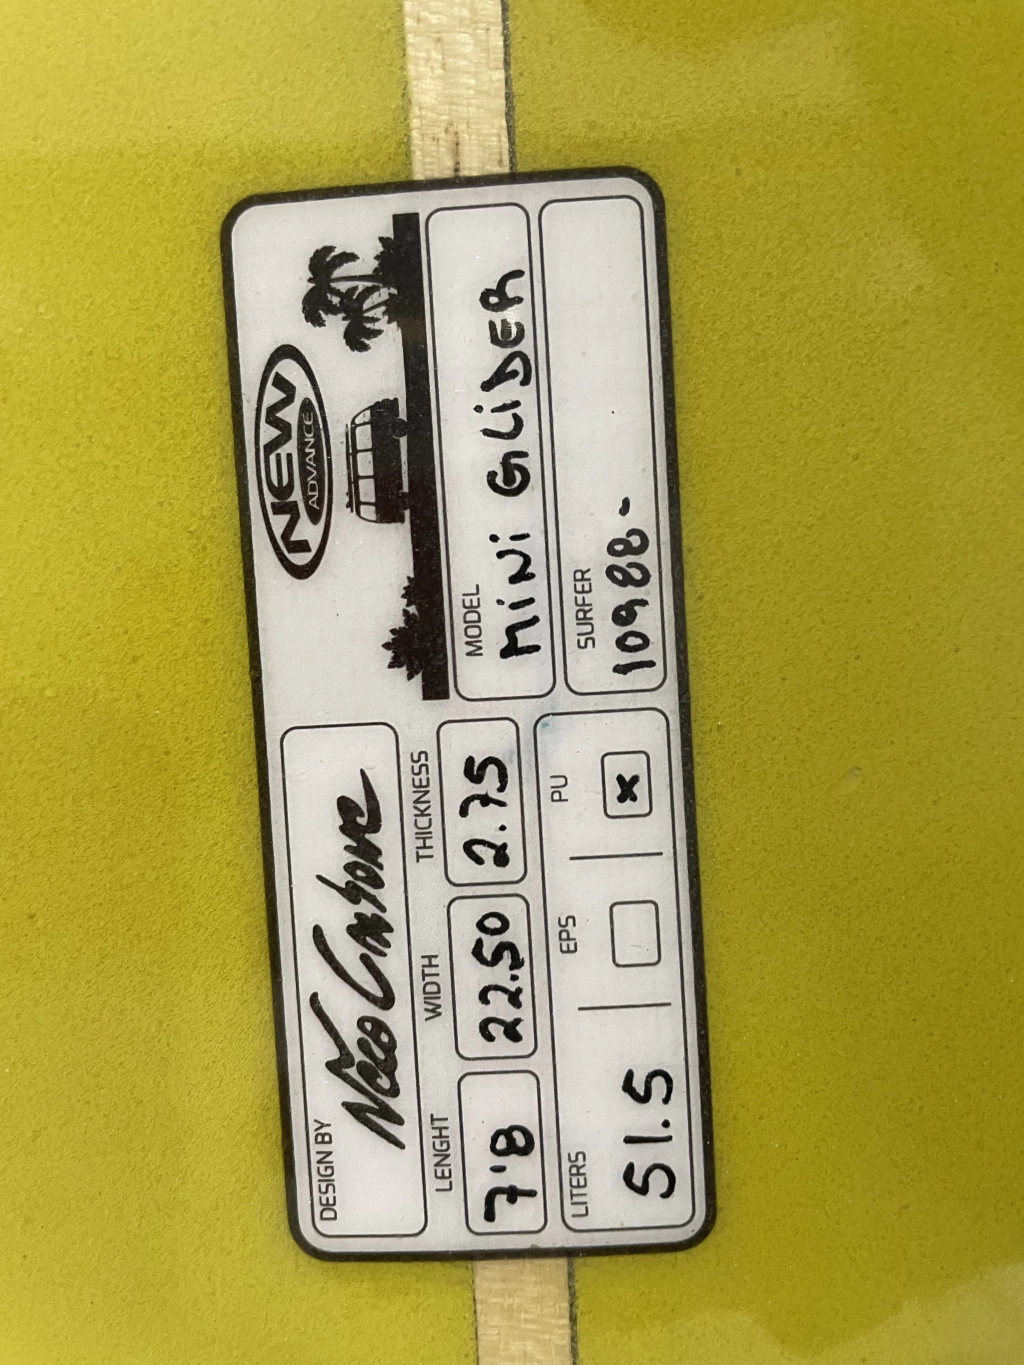 DESIGN BY
Nico Carbone
NEW
ADVANCE
LENGHT WIDTH THICKNESS
7'8 22.50 2.75
MODEL
MINI GLIDER
LITERS EPS PU
51.5 x
SURFER
10988-